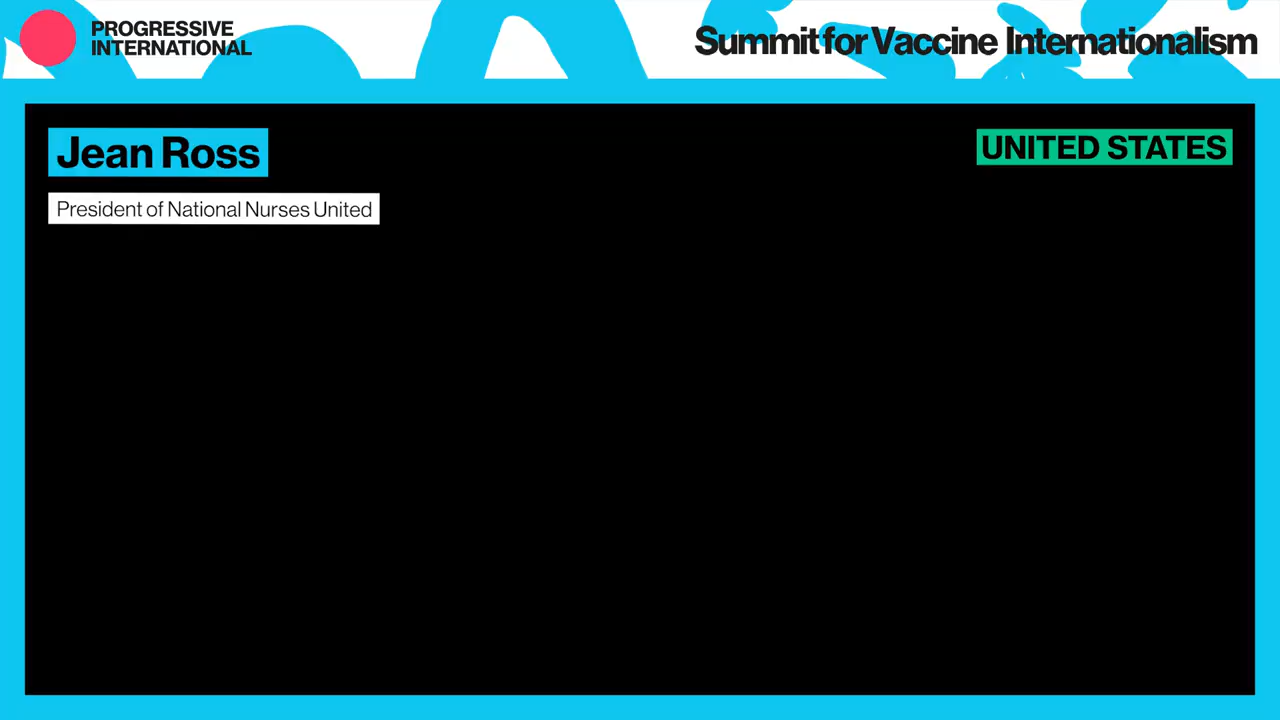 PROGRESSIVE
INTERNATIONAL
Summit for Vaccine Internationalism
Jean Ross
UNITED STATES
President of National Nurses United